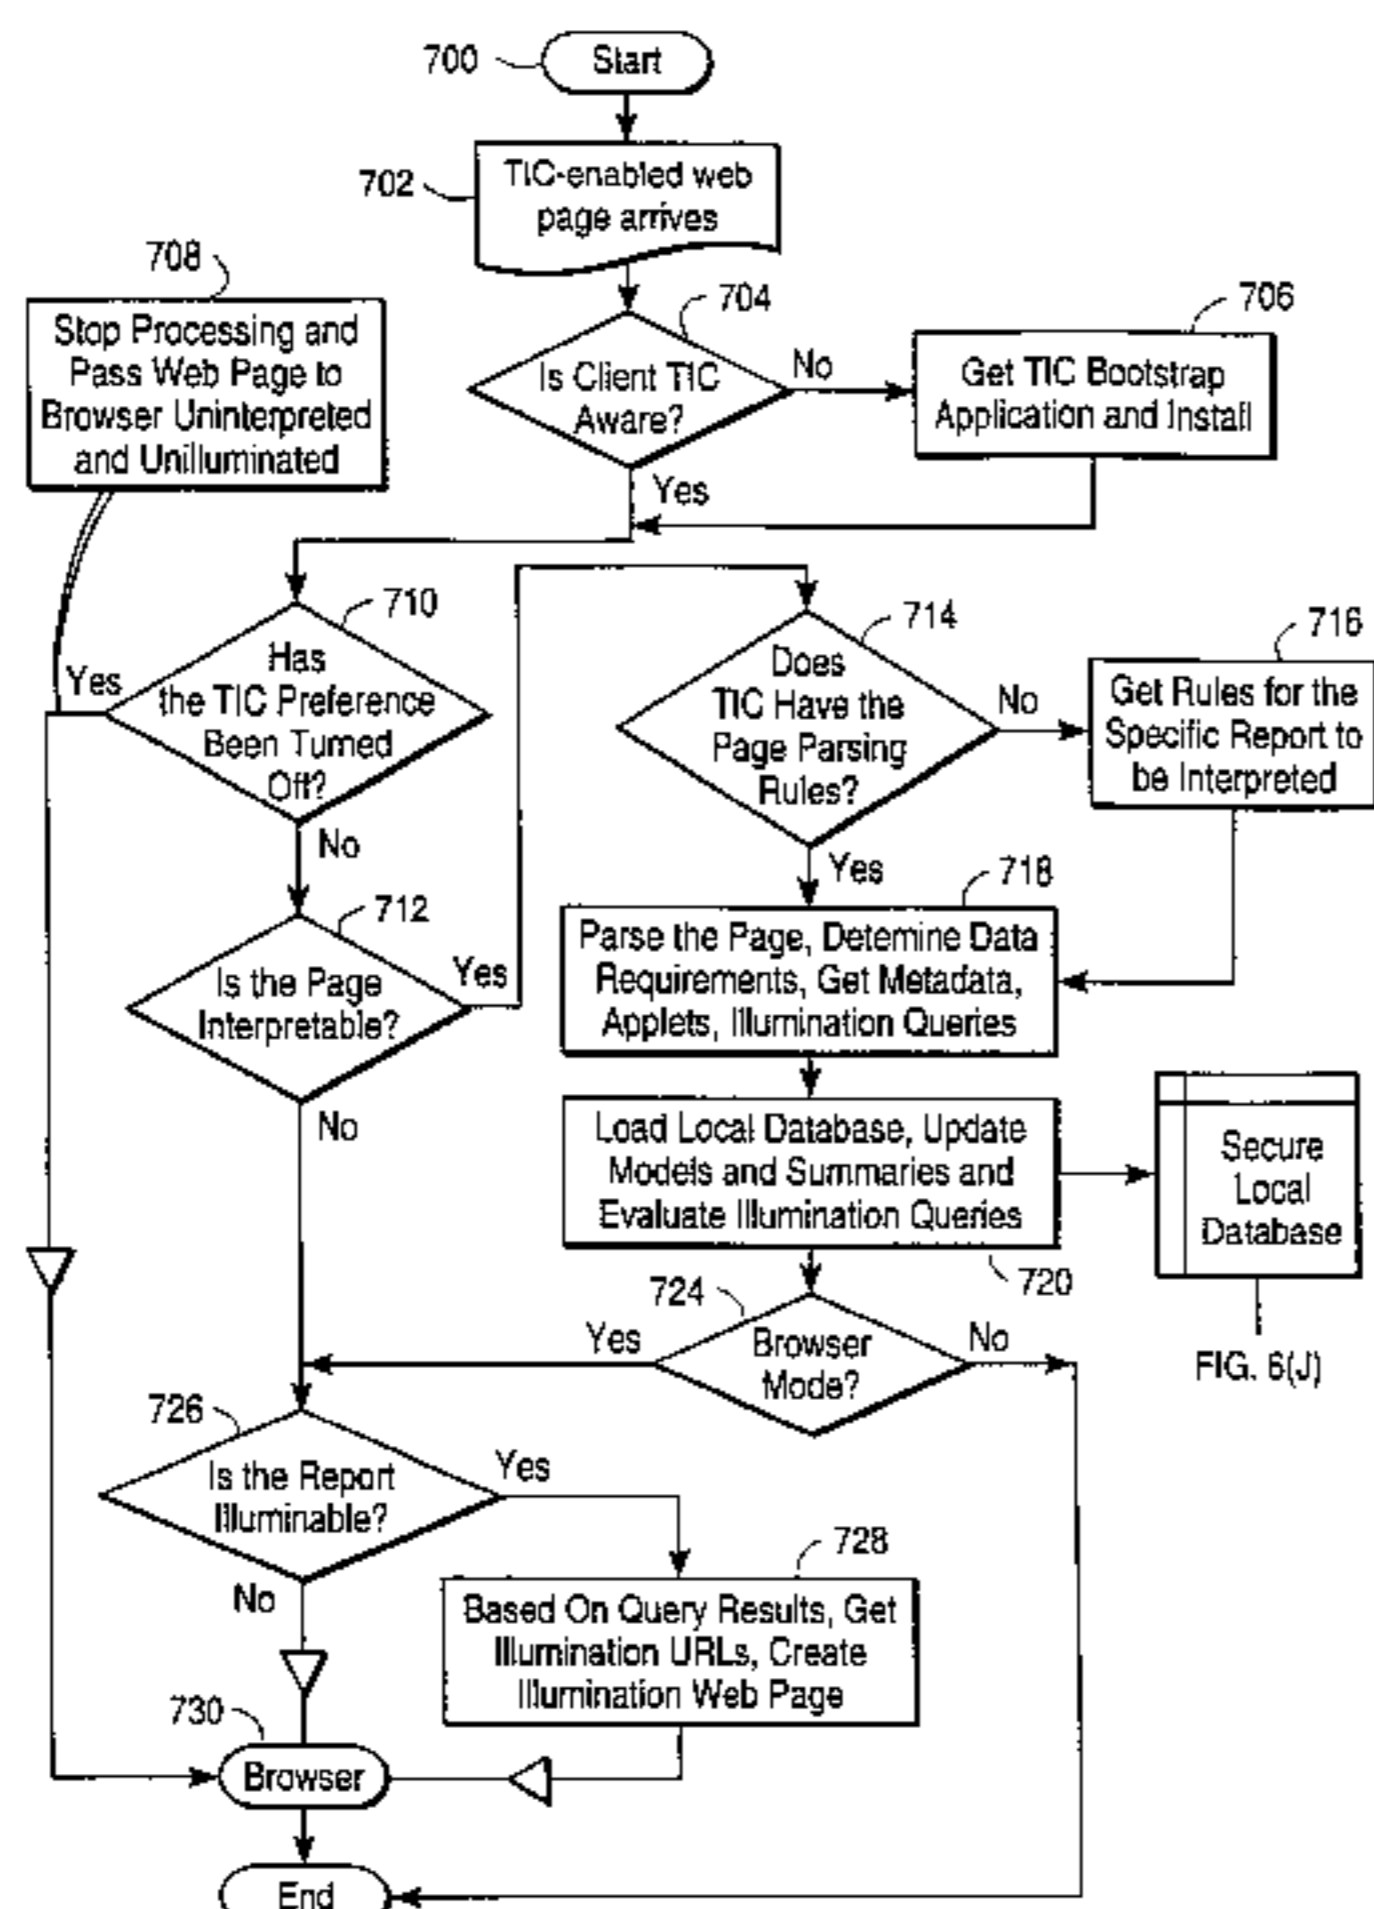 700
Start
702
TIC-enabled web
page arrives
708
Stop Processing and
Pass Web Page to
Browser Uninterpreted
and Unilluminated
704
Is Client TIC
Aware?
No
706
Get TIC Bootstrap
Application and Install
Yes
710
Has
the TIC Preference
Been Turned
Off?
Yes
No
714
Does
TIC Have the
Page Parsing
Rules?
No
716
Get Rules for the
Specific Report to
be Interpreted
Yes
712
Is the Page
Interpretable?
Yes
No
718
Parse the Page, Detemine Data
Requirements, Get Metadata,
Applets, Illumination Queries
Load Local Database, Update
Models and Summaries and
Evaluate Illumination Queries
720
Secure
Local
Database
FIG. 6(J)
724
Browser
Mode?
Yes
No
726
Is the Report
Illuminable?
Yes
No
728
Based On Query Results, Get
Illumination URLs, Create
Illumination Web Page
730
Browser
End